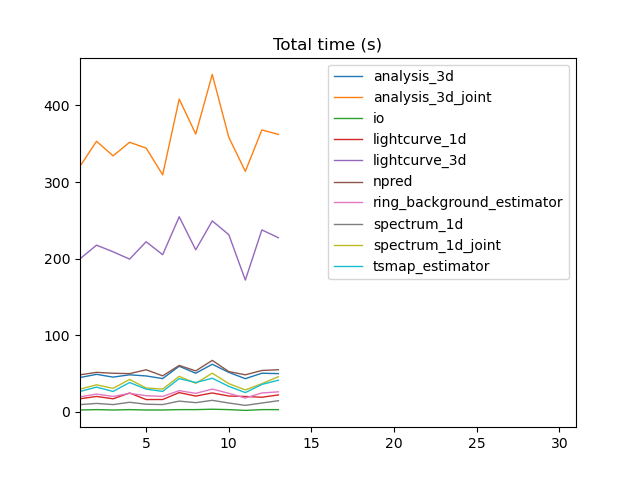 Total time (s)
analysis_3d
analysis_3d_joint
io
lightcurve_1d
lightcurve_3d
npred
ring_background_estimator
spectrum_1d
spectrum_1d_joint
tsmap_estimator
400
300
200
100
0
5 10 15 20 25 30